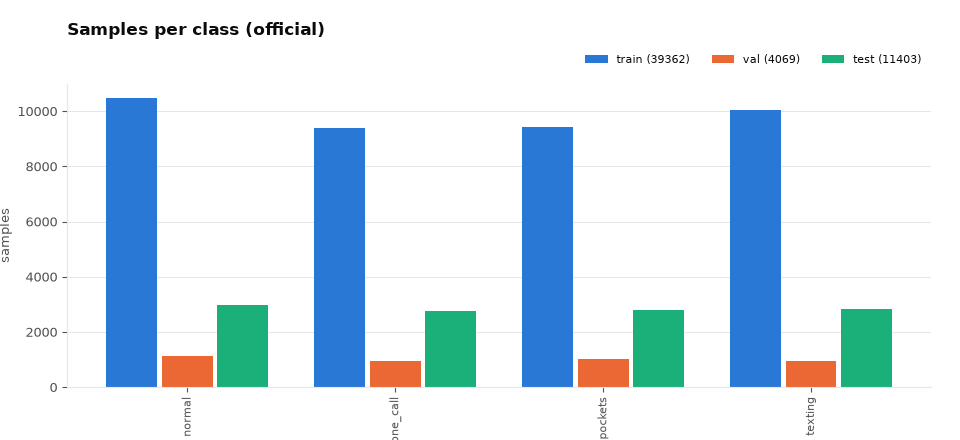 Samples per class (official)
train (39362) val (4069) test (11403)
10000
8000
6000
4000
2000
0
samples
normal
one_call
pockets
texting